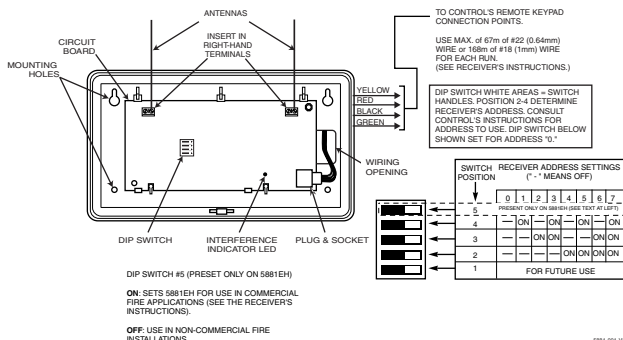 ANTENNAS
CIRCUIT
BOARD
INSERT IN
RIGHT-HAND
TERMINALS
MOUNTING
HOLES
YELLOW
RED
BLACK
GREEN
WIRING
OPENING
DIP SWITCH
INTERFERENCE
INDICATOR LED
PLUG & SOCKET
TO CONTROL'S REMOTE KEYPAD
CONNECTION POINTS.
USE MAX. of 67m of #22 (0.64mm)
WIRE or 168m of #18 (1mm) WIRE
FOR EACH RUN.
(SEE RECEIVER'S INSTRUCTIONS.)
DIP SWITCH WHITE AREAS = SWITCH
HANDLES. POSITION 2-4 DETERMINE
RECEIVER'S ADDRESS. CONSULT
CONTROL'S INSTRUCTIONS FOR
ADDRESS TO USE. DIP SWITCH BELOW
SHOWN SET FOR ADDRESS "0."
SWITCH
POSITION
RECEIVER ADDRESS SETTINGS
(" - " MEANS OFF)
0 1 2 3 4 5 6 7
5 PRESENT ONLY ON 5881EH (SEE TEXT AT LEFT)
4 — ON — ON — ON — ON
3 — — ON ON — — ON ON
2 — — — — ON ON ON ON
1 FOR FUTURE USE
DIP SWITCH #5 (PRESET ONLY ON 5881EH)
ON: SETS 5881EH FOR USE IN COMMERCIAL
FIRE APPLICATIONS (SEE THE RECEIVER'S
INSTRUCTIONS).
OFF: USE IN NON-COMMERCIAL FIRE
INSTALLATIONS